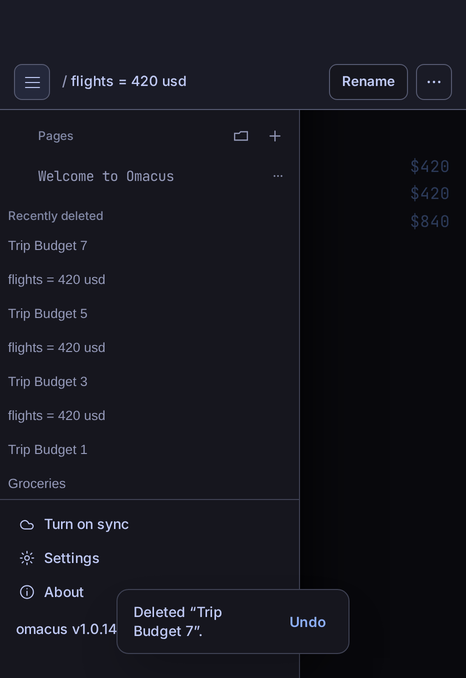 / flights = 420 usd
Rename
Pages
Welcome to Omacus
$420
$420
$840
Recently deleted
Trip Budget 7
flights = 420 usd
Trip Budget 5
flights = 420 usd
Trip Budget 3
flights = 420 usd
Trip Budget 1
Groceries
Turn on sync
Settings
About
omacus v1.0.14
Deleted “Trip
Budget 7”.
Undo